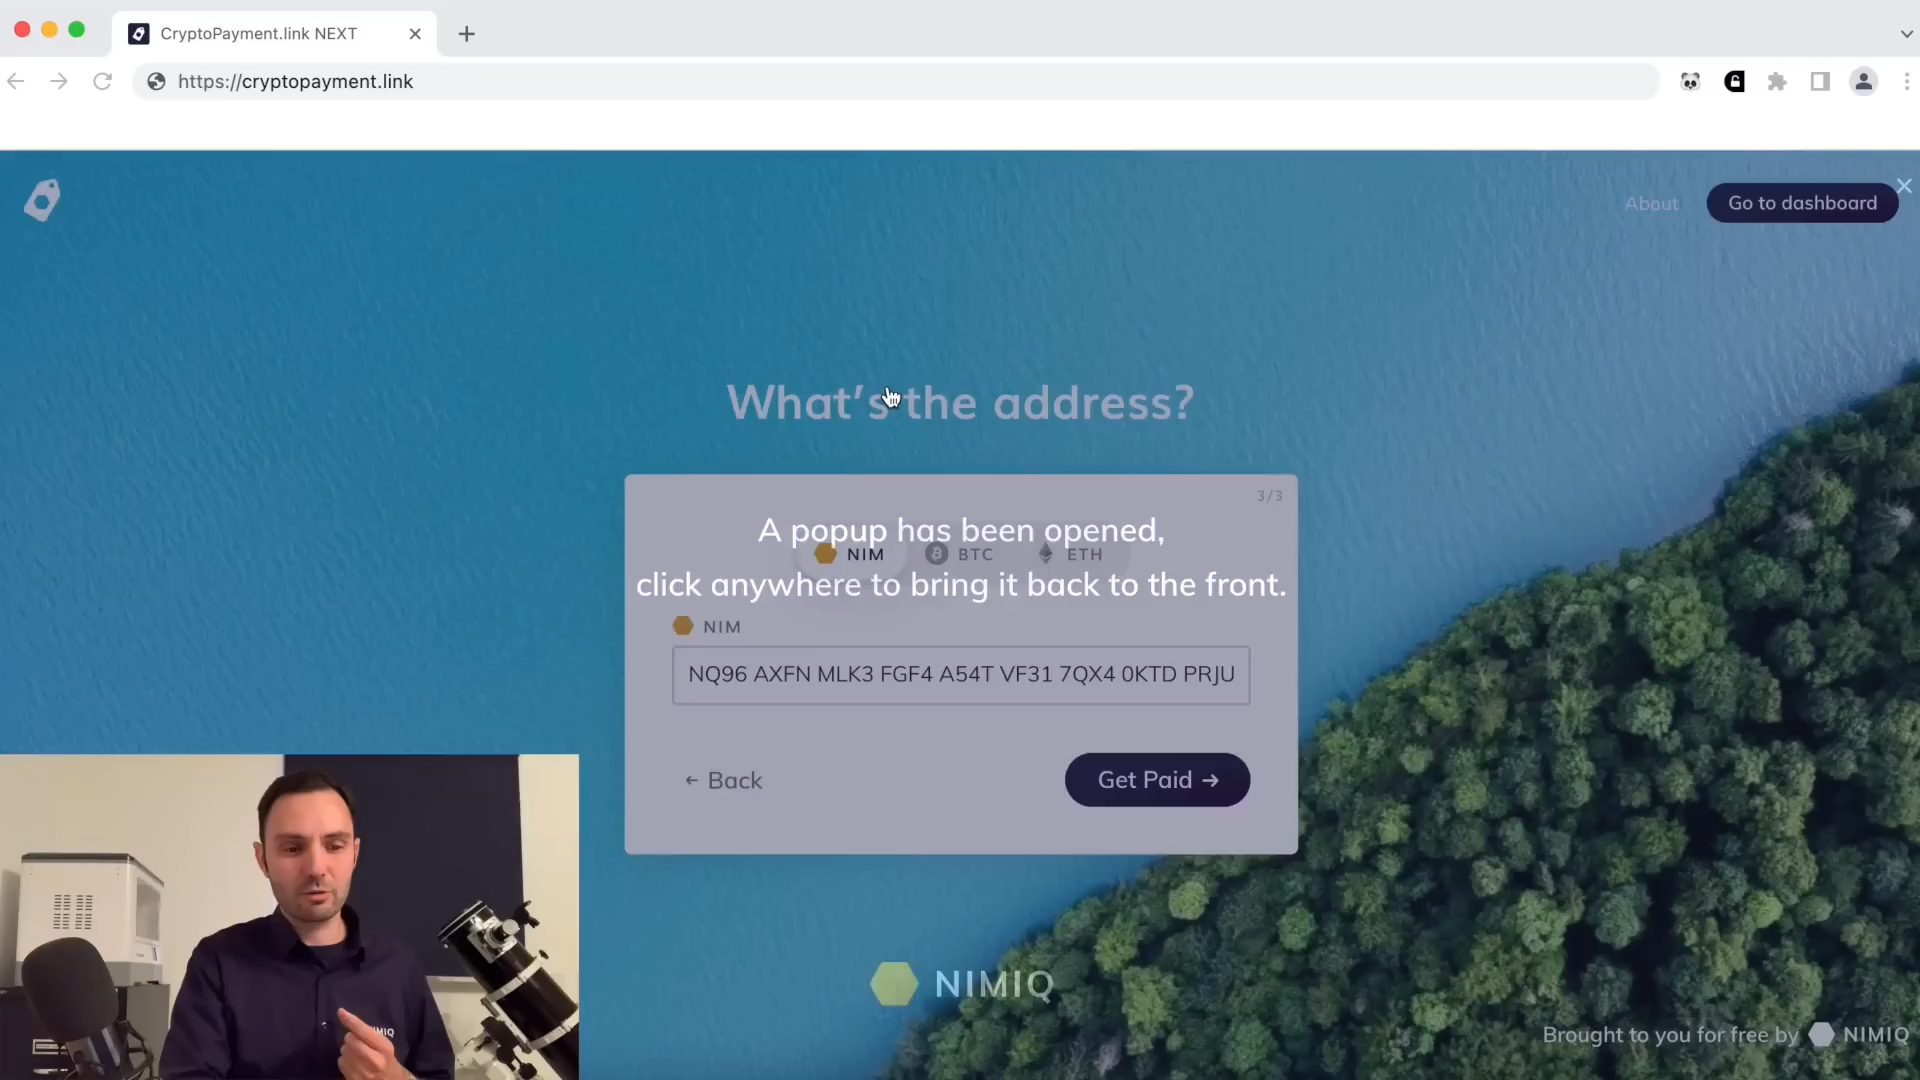 CryptoPayment.link NEXT
https://cryptopayment.link
About
Go to dashboard
What's the address?
3/3
A popup has been opened,
NIM
BTC
ETH
click anywhere to bring it back to the front.
NIM
NQ96 AXFN MLK3 FGF4 A54T VF31 7QX4 0KTD PRJU
← Back
Get Paid →
NIMIQ
NIMIQ
Brought to you for free by NIMIQ